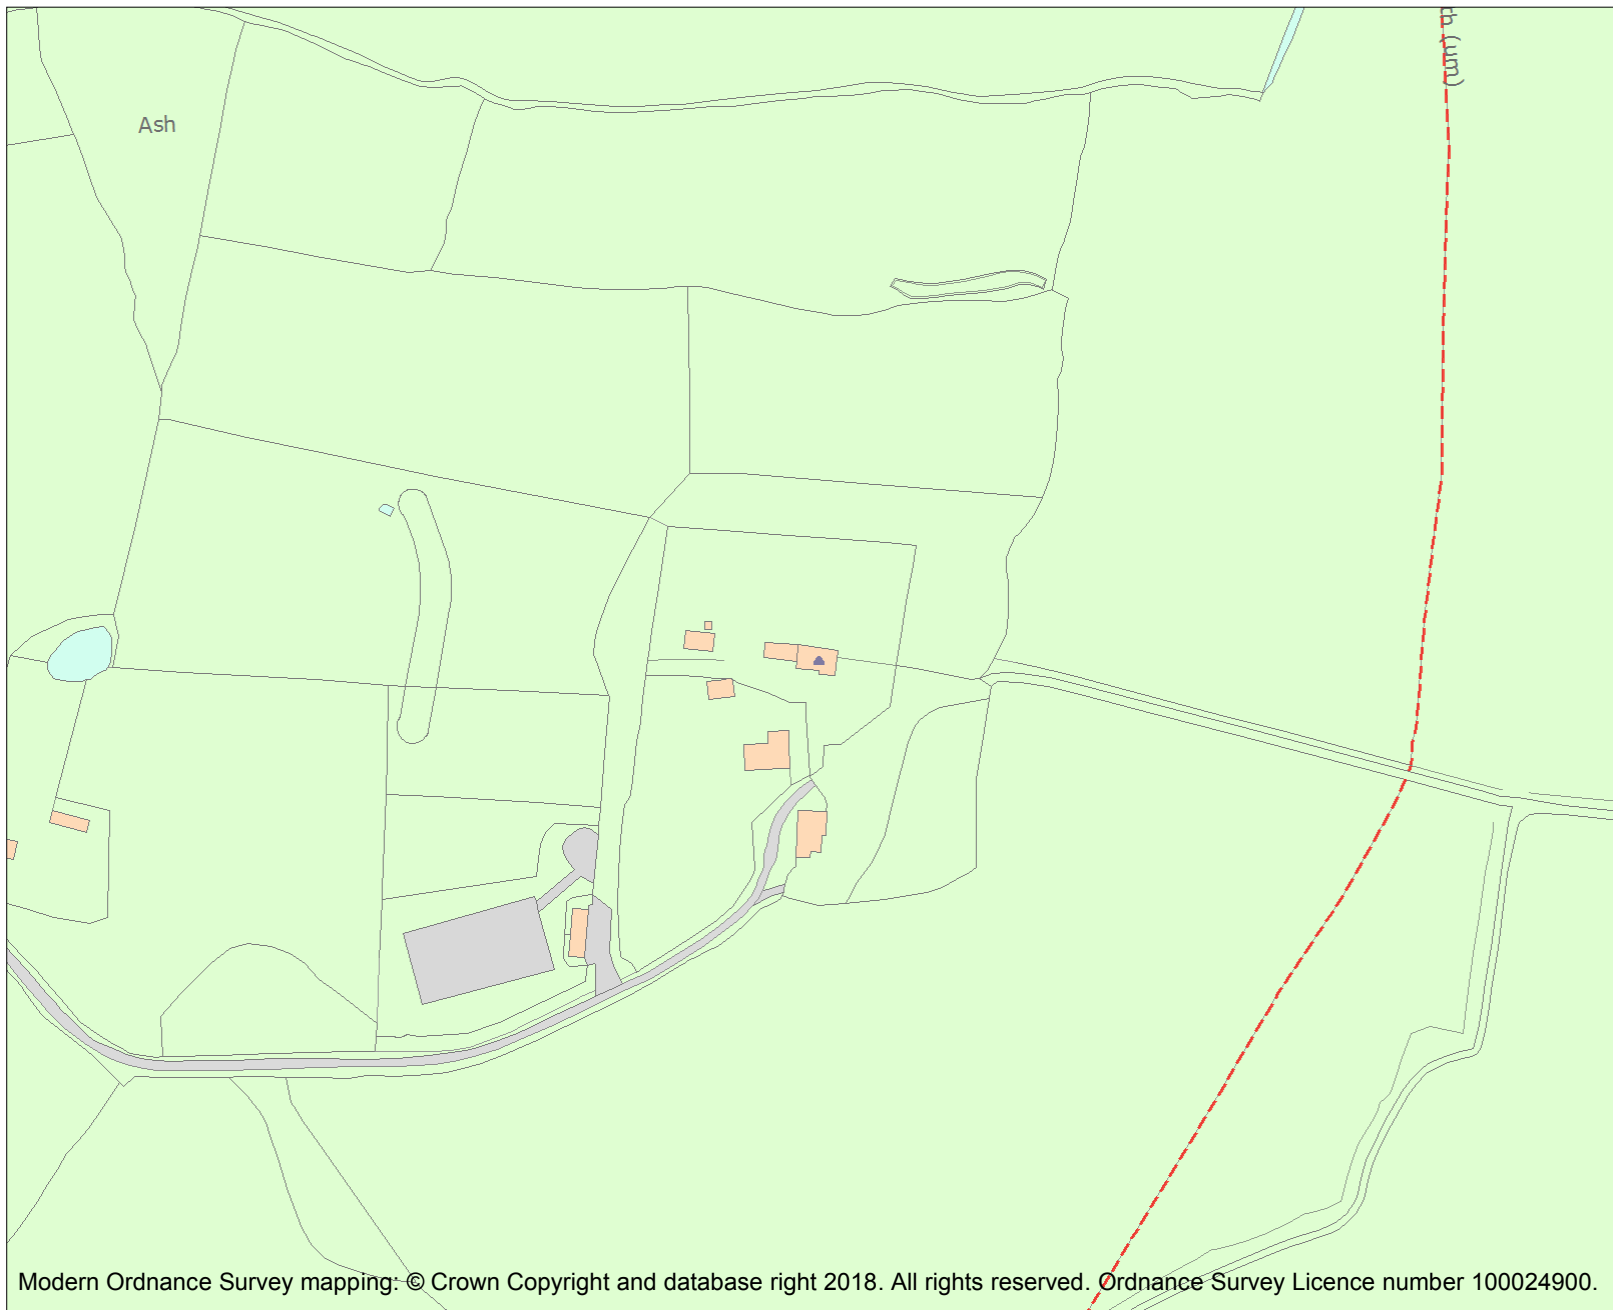 Ash
(um)
Modern Ordnance Survey mapping: © Crown Copyright and database right 2018. All rights reserved. Ordnance Survey Licence number 100024900.